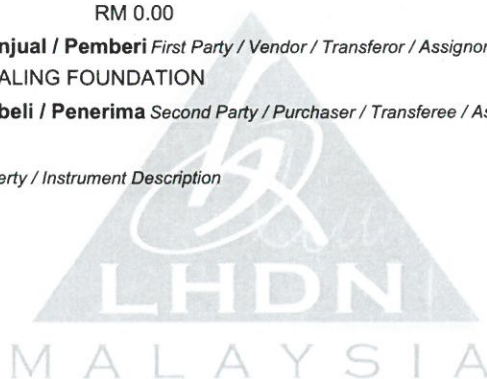 RM 0.00
njual / Pemberi First Party / Vendor / Transferor / Assignor
ALING FOUNDATION
beli / Penerima Second Party / Purchaser / Transferee / As
erty / Instrument Description
LHDN
MALAYSIA